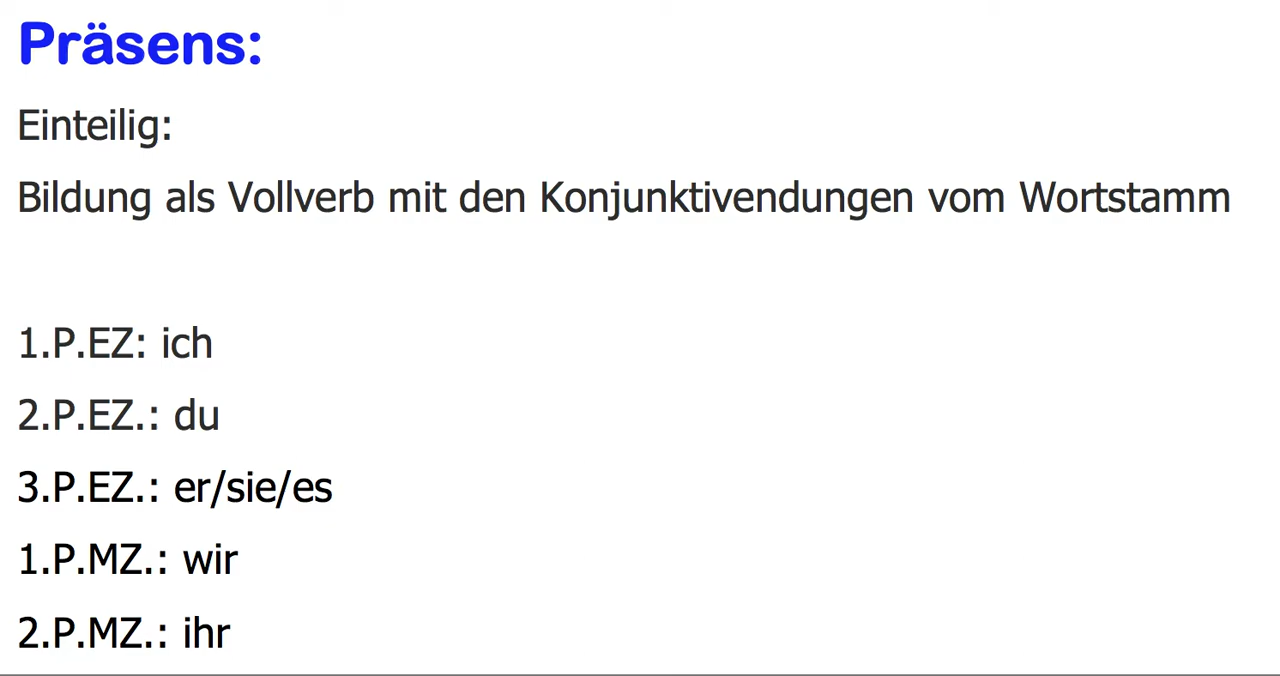 Präsens:
Einteilig:
Bildung als Vollverb mit den Konjunktivendungen vom Wortstamm
1.P.EZ: ich
2.P.EZ.: du
3.P.EZ.: er/sie/es
1.P.MZ.: wir
2.P.MZ.: ihr